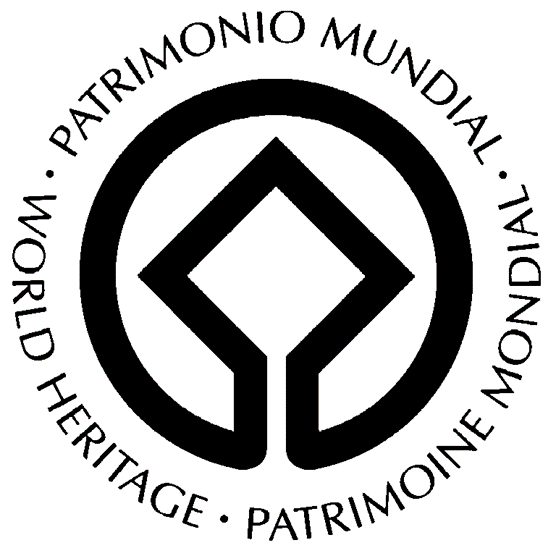 PATRIMONIO MUNDIAL ·
PATRIMOINE MONDIAL ·
WORLD HERITAGE ·